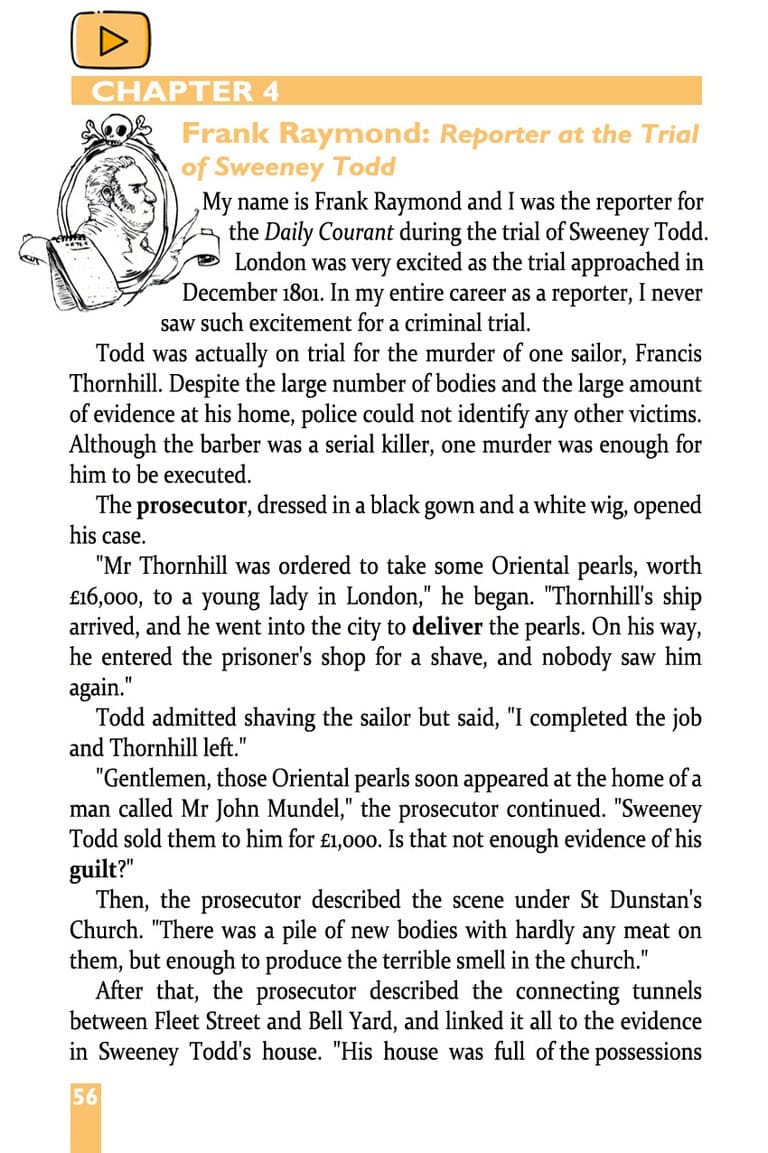 CHAPTER 4
Frank Raymond: Reporter at the Trial
of Sweeney Todd
My name is Frank Raymond and I was the reporter for
the Daily Courant during the trial of Sweeney Todd.
London was very excited as the trial approached in
December 1801. In my entire career as a reporter, I never
saw such excitement for a criminal trial.
Todd was actually on trial for the murder of one sailor, Francis
Thornhill. Despite the large number of bodies and the large amount
of evidence at his home, police could not identify any other victims.
Although the barber was a serial killer, one murder was enough for
him to be executed.
The prosecutor, dressed in a black gown and a white wig, opened
his case.
"Mr Thornhill was ordered to take some Oriental pearls, worth
£16,000, to a young lady in London," he began. "Thornhill's ship
arrived, and he went into the city to deliver the pearls. On his way,
he entered the prisoner's shop for a shave, and nobody saw him
again."
Todd admitted shaving the sailor but said, "I completed the job
and Thornhill left."
"Gentlemen, those Oriental pearls soon appeared at the home of a
man called Mr John Mundel," the prosecutor continued. "Sweeney
Todd sold them to him for £1,000. Is that not enough evidence of his
guilt?"
Then, the prosecutor described the scene under St Dunstan's
Church. "There was a pile of new bodies with hardly any meat on
them, but enough to produce the terrible smell in the church."
After that, the prosecutor described the connecting tunnels
between Fleet Street and Bell Yard, and linked it all to the evidence
in Sweeney Todd's house. "His house was full of the possessions
56